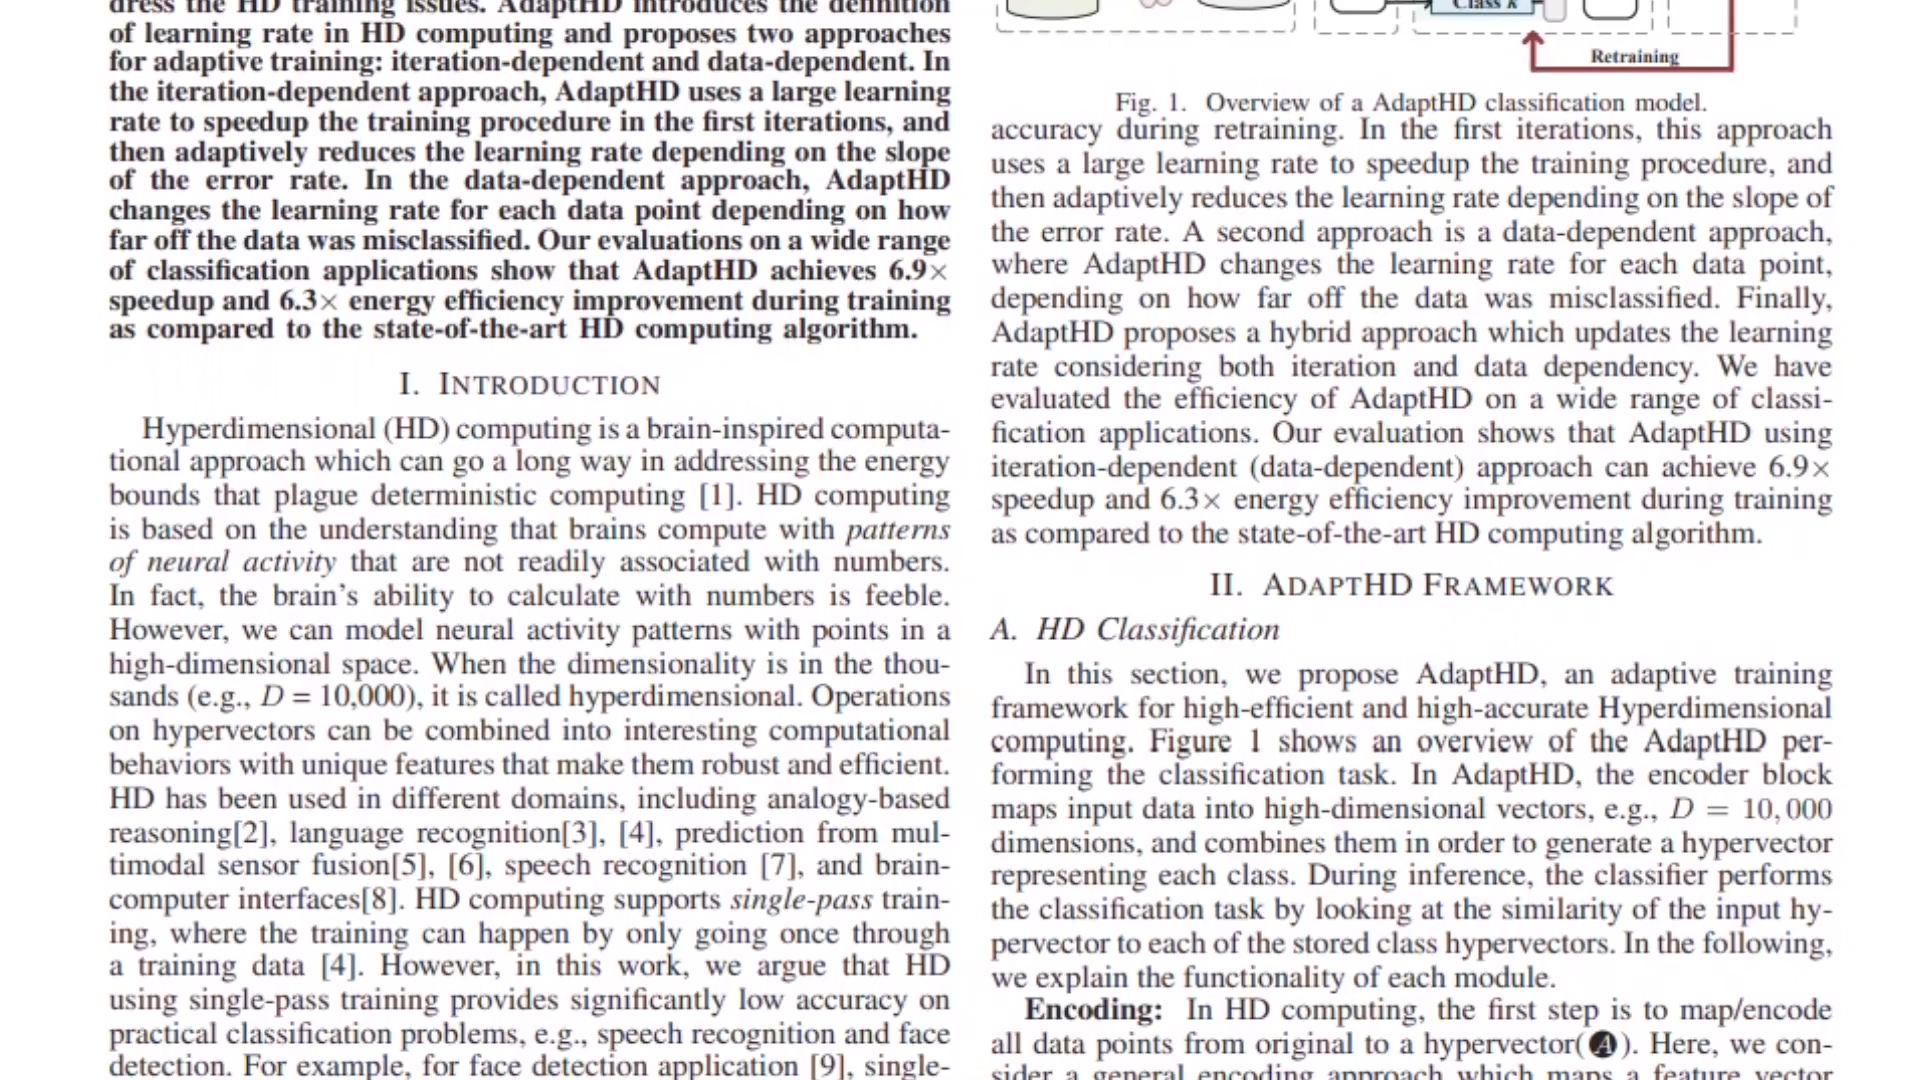 dress the HD training issues. AdaptHD introduces the definition
of learning rate in HD computing and proposes two approaches
for adaptive training: iteration-dependent and data-dependent. In
the iteration-dependent approach, AdaptHD uses a large learning
rate to speedup the training procedure in the first iterations, and
then adaptively reduces the learning rate depending on the slope
of the error rate. In the data-dependent approach, AdaptHD
changes the learning rate for each data point depending on how
far off the data was misclassified. Our evaluations on a wide range
of classification applications show that AdaptHD achieves 6.9×
speedup and 6.3× energy efficiency improvement during training
as compared to the state-of-the-art HD computing algorithm.
I. INTRODUCTION
Hyperdimensional (HD) computing is a brain-inspired computa-
tional approach which can go a long way in addressing the energy
bounds that plague deterministic computing [1]. HD computing
is based on the understanding that brains compute with patterns
of neural activity that are not readily associated with numbers.
In fact, the brain's ability to calculate with numbers is feeble.
However, we can model neural activity patterns with points in a
high-dimensional space. When the dimensionality is in the thou-
sands (e.g., D = 10,000), it is called hyperdimensional. Operations
on hypervectors can be combined into interesting computational
behaviors with unique features that make them robust and efficient.
HD has been used in different domains, including analogy-based
reasoning[2], language recognition[3], [4], prediction from mul-
timodal sensor fusion[5], [6], speech recognition [7], and brain-
computer interfaces[8]. HD computing supports single-pass train-
ing, where the training can happen by only going once through
a training data [4]. However, in this work, we argue that HD
using single-pass training provides significantly low accuracy on
practical classification problems, e.g., speech recognition and face
detection. For example, for face detection application [9], single-
Class k
Retraining
Fig. 1. Overview of a AdaptHD classification model.
accuracy during retraining. In the first iterations, this approach
uses a large learning rate to speedup the training procedure, and
then adaptively reduces the learning rate depending on the slope of
the error rate. A second approach is a data-dependent approach,
where AdaptHD changes the learning rate for each data point,
depending on how far off the data was misclassified. Finally,
AdaptHD proposes a hybrid approach which updates the learning
rate considering both iteration and data dependency. We have
evaluated the efficiency of AdaptHD on a wide range of classi-
fication applications. Our evaluation shows that AdaptHD using
iteration-dependent (data-dependent) approach can achieve 6.9×
speedup and 6.3× energy efficiency improvement during training
as compared to the state-of-the-art HD computing algorithm.
II. ADAPTHD FRAMEWORK
A. HD Classification
In this section, we propose AdaptHD, an adaptive training
framework for high-efficient and high-accurate Hyperdimensional
computing. Figure 1 shows an overview of the AdaptHD per-
forming the classification task. In AdaptHD, the encoder block
maps input data into high-dimensional vectors, e.g., D = 10, 000
dimensions, and combines them in order to generate a hypervector
representing each class. During inference, the classifier performs
the classification task by looking at the similarity of the input hy-
pervector to each of the stored class hypervectors. In the following,
we explain the functionality of each module.
Encoding: In HD computing, the first step is to map/encode
all data points from original to a hypervector(A). Here, we con-
sider a general encoding approach which maps a feature vector